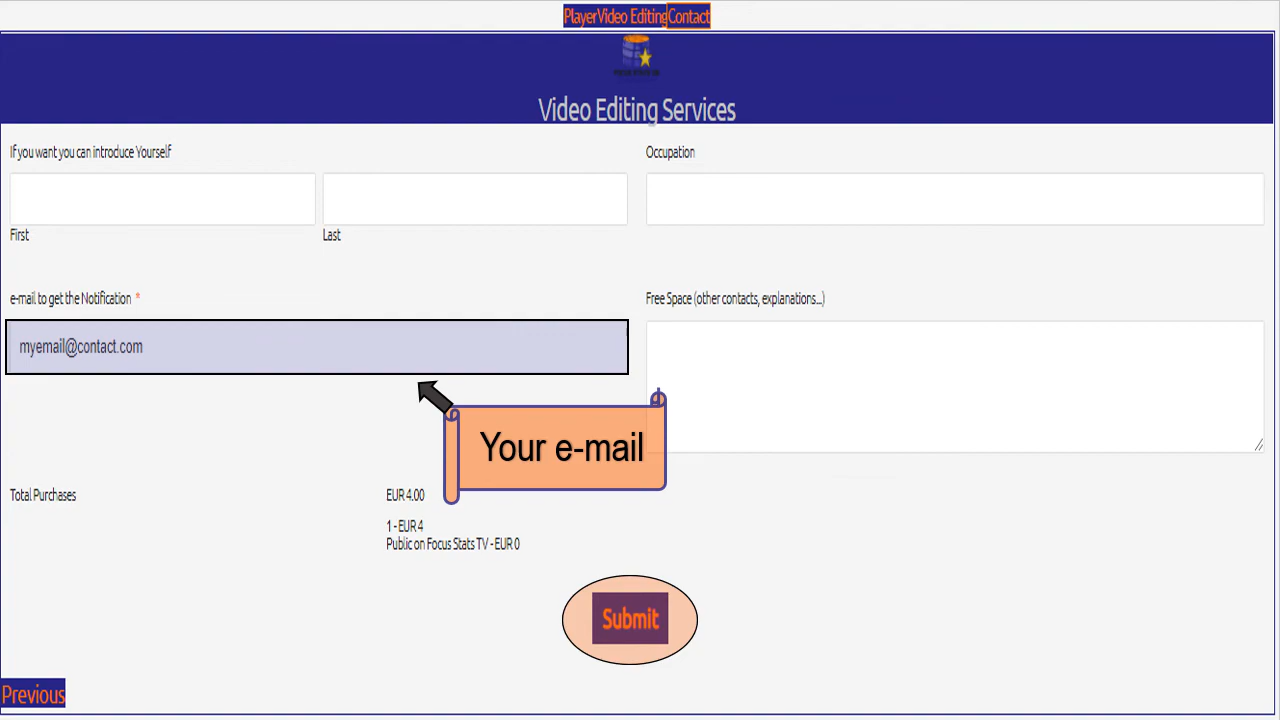 PlayerVideo EditingContact
Video Editing Services
If you want you can introduce Yourself
Occupation
First
Last
e-mail to get the Notification *
Free Space (other contacts, explanations...)
myemail@contact.com
Your e-mail
Total Purchases
EUR 4.00
1 - EUR 4
Public on Focus Stats TV - EUR 0
Submit
Previous